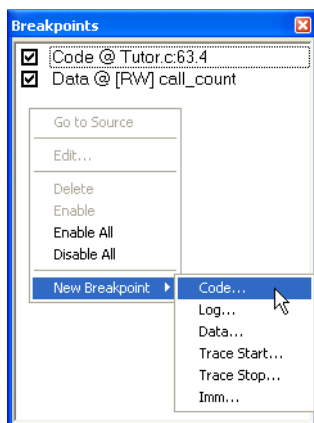 Breakpoints
Code @ Tutor.c:63.4
Data @ [RW] call_count
Go to Source
Edit...
Delete
Enable
Enable All
Disable All
New Breakpoint
Code...
Log...
Data...
Trace Start...
Trace Stop...
Imm...